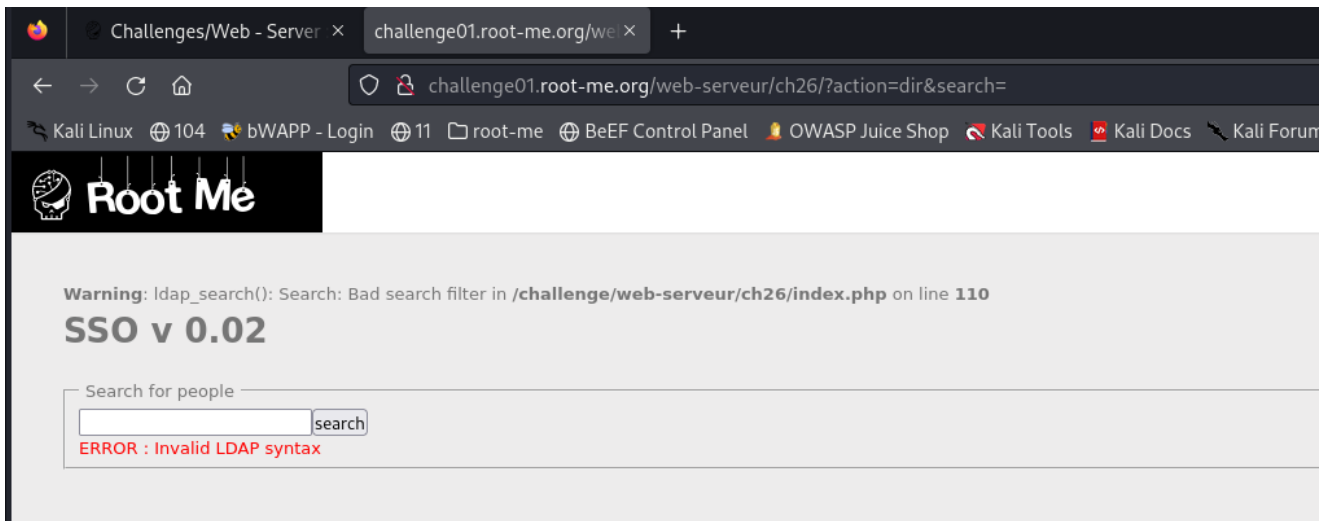 Challenges/Web - Server × challenge01.root-me.org/we × +
challenge01.root-me.org/web-serveur/ch26/?action=dir&search=
Kali Linux 104 bWAPP - Login 11 root-me BeEF Control Panel OWASP Juice Shop Kali Tools Kali Docs Kali Forum
Root Me
Warning: ldap_search(): Search: Bad search filter in /challenge/web-serveur/ch26/index.php on line 110
SSO v 0.02
Search for people
search
ERROR : Invalid LDAP syntax